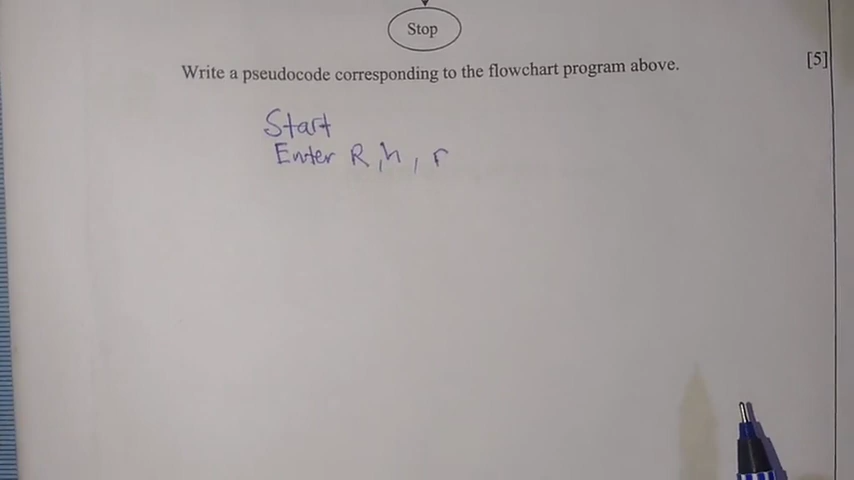 Stop
Write a pseudocode corresponding to the flowchart program above. [5]
Start
Enter R, h, r